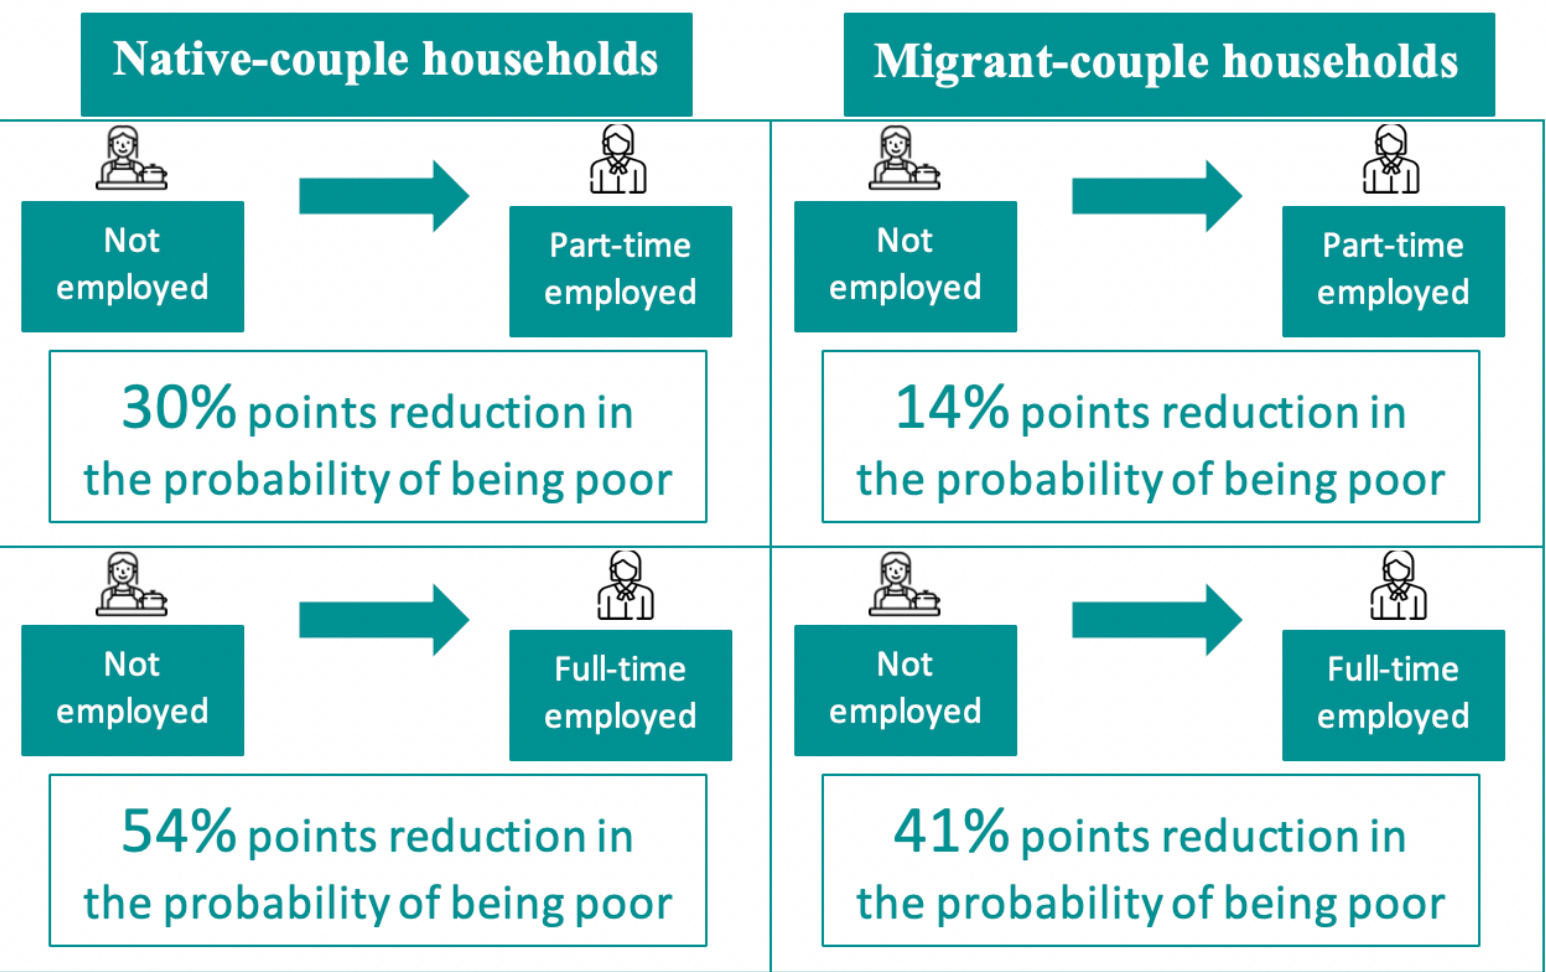 Native-couple households
Migrant-couple households
Not
employed
Part-time
employed
Not
employed
Part-time
employed
30% points reduction in
the probability of being poor
14% points reduction in
the probability of being poor
Not
employed
Full-time
employed
Not
employed
Full-time
employed
54% points reduction in
the probability of being poor
41% points reduction in
the probability of being poor